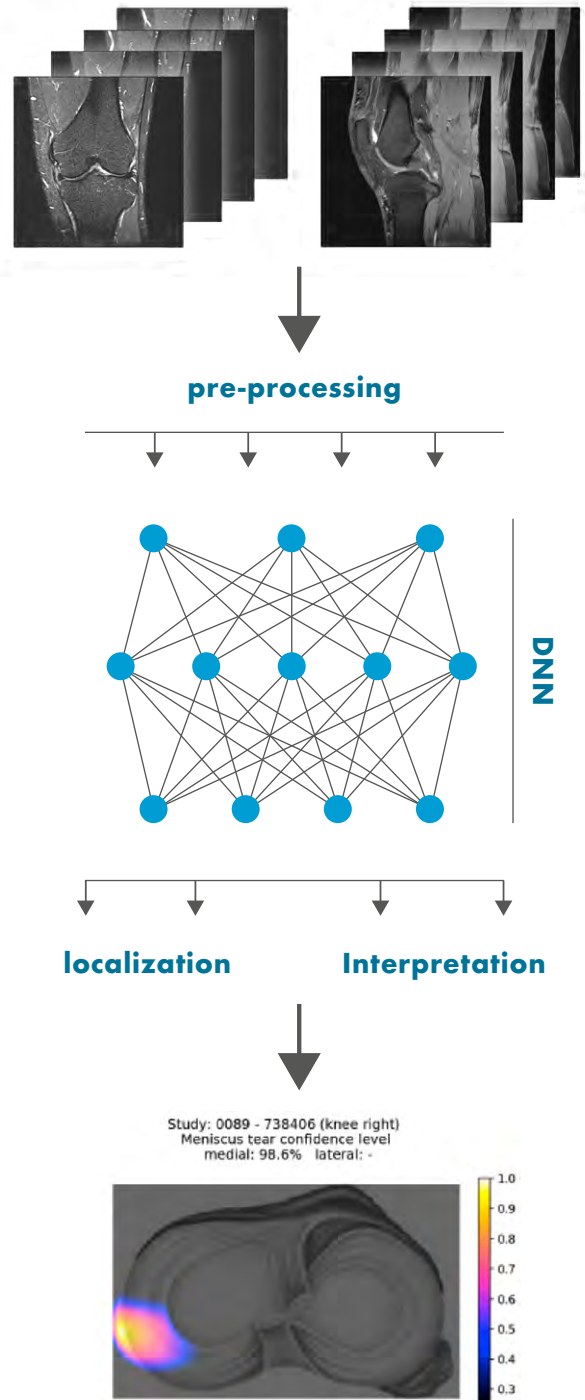 pre-processing
DNN
localization
Interpretation
Study: 0089 - 738406 (knee right)
Meniscus tear confidence level
medial: 98.6% lateral: -
1.0
0.9
0.8
0.7
0.6
0.5
0.4
0.3